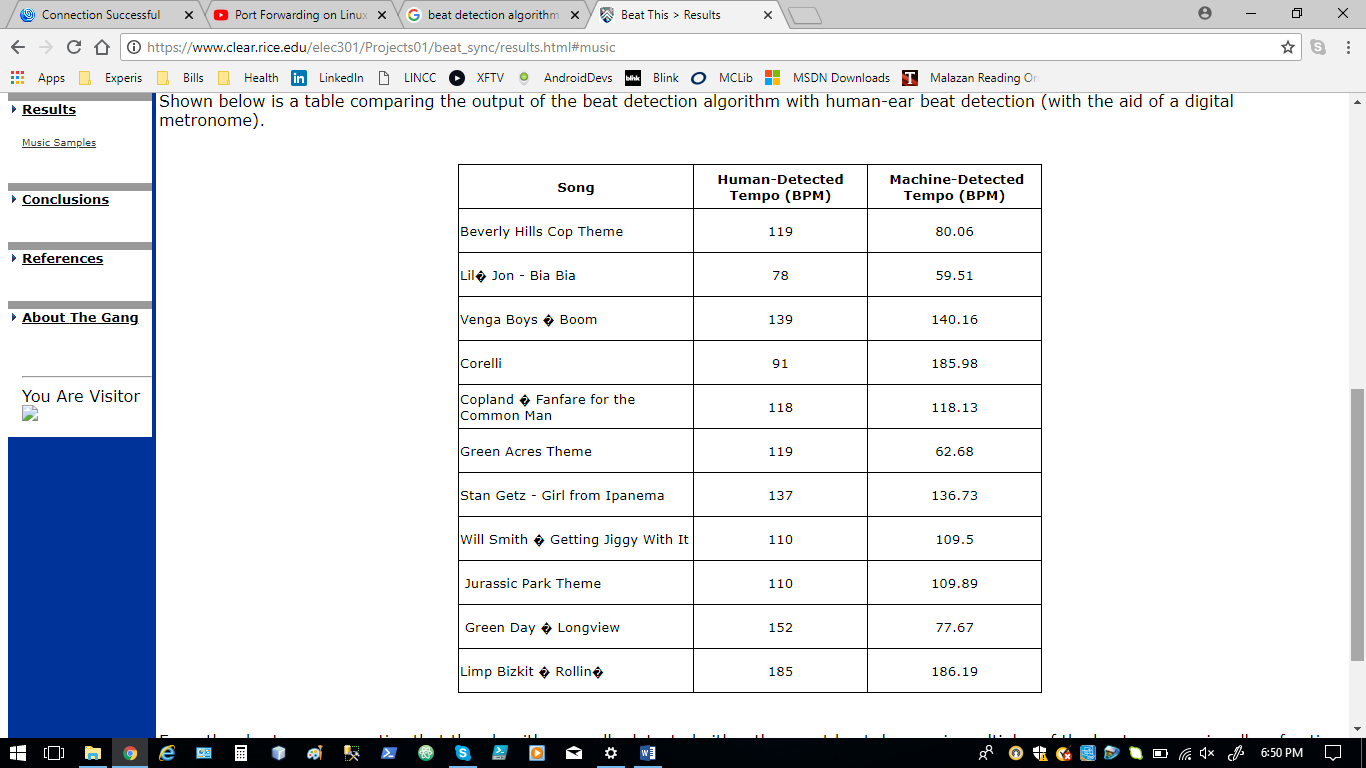 Connection Successful
Port Forwarding on Linux
beat detection algorithm
Beat This > Results
https://www.clear.rice.edu/elec301/Projects01/beat_sync/results.html#music
Apps Experis Bills Health LinkedIn LINCC XFTV AndroidDevs Blink MCLib MSDN Downloads Malazan Reading Or
Results
Music Samples
Conclusions
References
About The Gang
You Are Visitor
Shown below is a table comparing the output of the beat detection algorithm with human-ear beat detection (with the aid of a digital
metronome).
Song Human-Detected Tempo (BPM) Machine-Detected Tempo (BPM)
Beverly Hills Cop Theme 119 80.06
Lil� Jon - Bia Bia 78 59.51
Venga Boys � Boom 139 140.16
Corelli 91 185.98
Copland � Fanfare for the
Common Man 118 118.13
Green Acres Theme 119 62.68
Stan Getz - Girl from Ipanema 137 136.73
Will Smith � Getting Jiggy With It 110 109.5
Jurassic Park Theme 110 109.89
Green Day � Longview 152 77.67
Limp Bizkit � Rollin� 185 186.19
6:50 PM